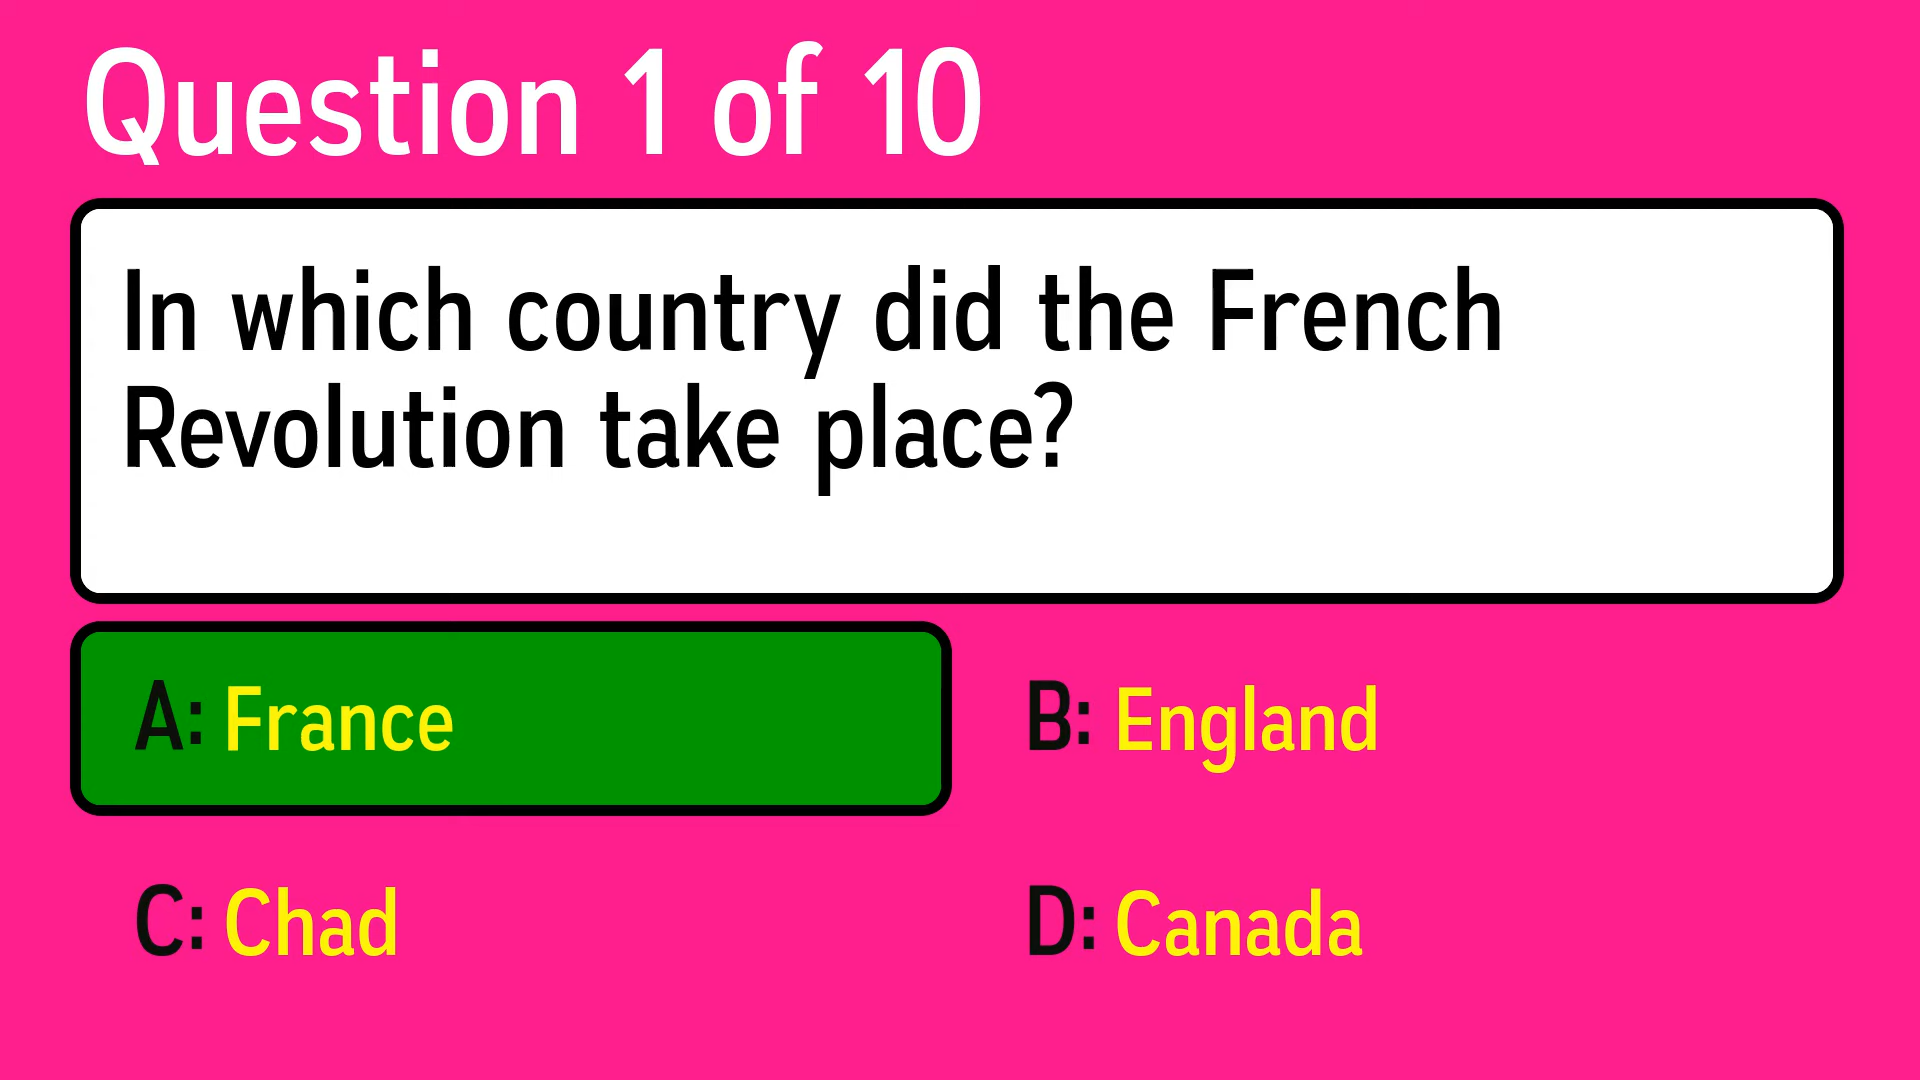 Question 1 of 10
In which country did the French
Revolution take place?
A: France
B: England
C: Chad
D: Canada